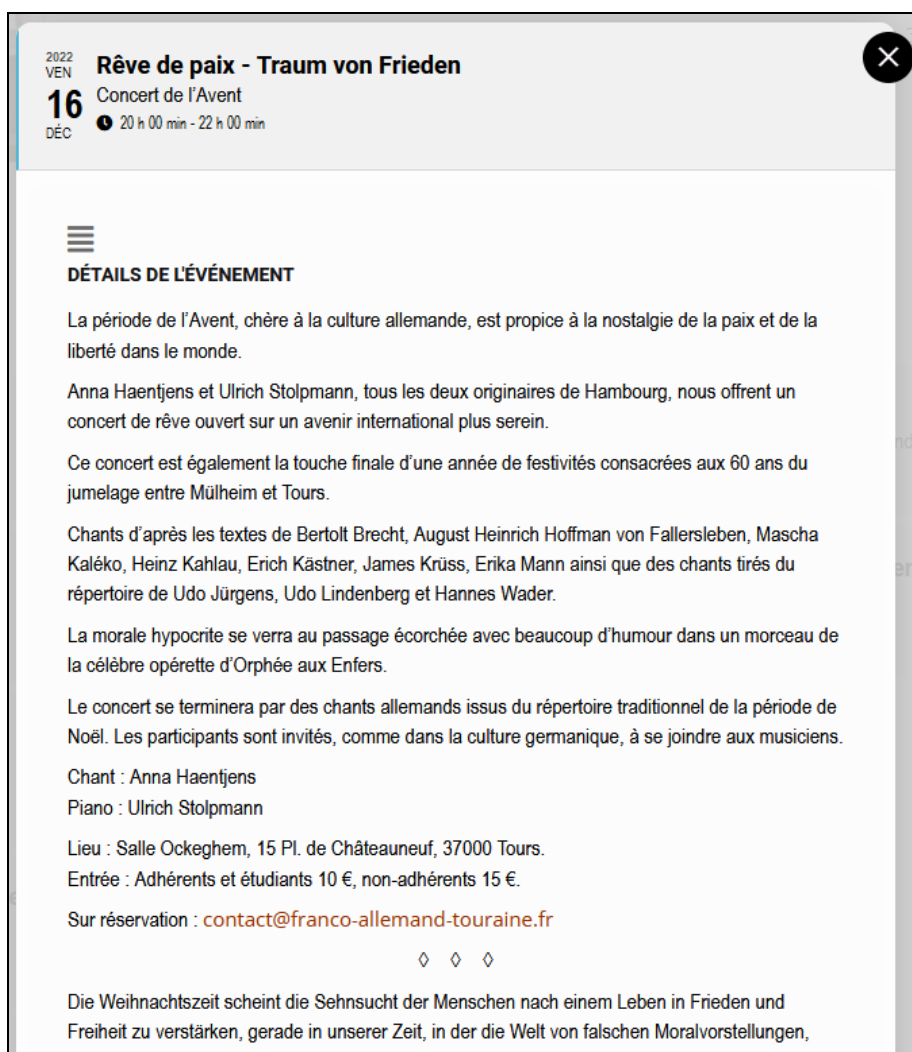 2022
VEN
16
DÉC
Rêve de paix - Traum von Frieden
Concert de l'Avent
20 h 00 min - 22 h 00 min
DÉTAILS DE L'ÉVÉNEMENT
La période de l'Avent, chère à la culture allemande, est propice à la nostalgie de la paix et de la
liberté dans le monde.
Anna Haentjens et Ulrich Stolpmann, tous les deux originaires de Hambourg, nous offrent un
concert de rêve ouvert sur un avenir international plus serein.
Ce concert est également la touche finale d'une année de festivités consacrées aux 60 ans du
jumelage entre Mülheim et Tours.
Chants d'après les textes de Bertolt Brecht, August Heinrich Hoffman von Fallersleben, Mascha
Kaléko, Heinz Kahlau, Erich Kästner, James Krüss, Erika Mann ainsi que des chants tirés du
répertoire de Udo Jürgens, Udo Lindenberg et Hannes Wader.
La morale hypocrite se verra au passage écorchée avec beaucoup d'humour dans un morceau de
la célèbre opérette d'Orphée aux Enfers.
Le concert se terminera par des chants allemands issus du répertoire traditionnel de la période de
Noël. Les participants sont invités, comme dans la culture germanique, à se joindre aux musiciens.
Chant : Anna Haentjens
Piano : Ulrich Stolpmann
Lieu : Salle Ockeghem, 15 Pl. de Châteauneuf, 37000 Tours.
Entrée : Adhérents et étudiants 10 €, non-adhérents 15 €.
Sur réservation : contact@franco-allemand-touraine.fr
◊ ◊ ◊
Die Weihnachtszeit scheint die Sehnsucht der Menschen nach einem Leben in Frieden und
Freiheit zu verstärken, gerade in unserer Zeit, in der die Welt von falschen Moralvorstellungen,